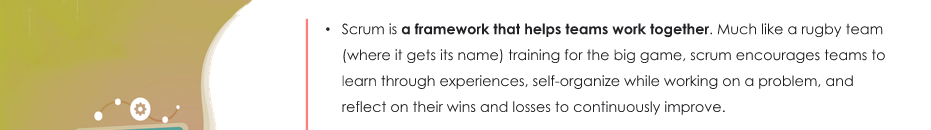 • Scrum is a framework that helps teams work together. Much like a rugby team
(where it gets its name) training for the big game, scrum encourages teams to
learn through experiences, self-organize while working on a problem, and
reflect on their wins and losses to continuously improve.